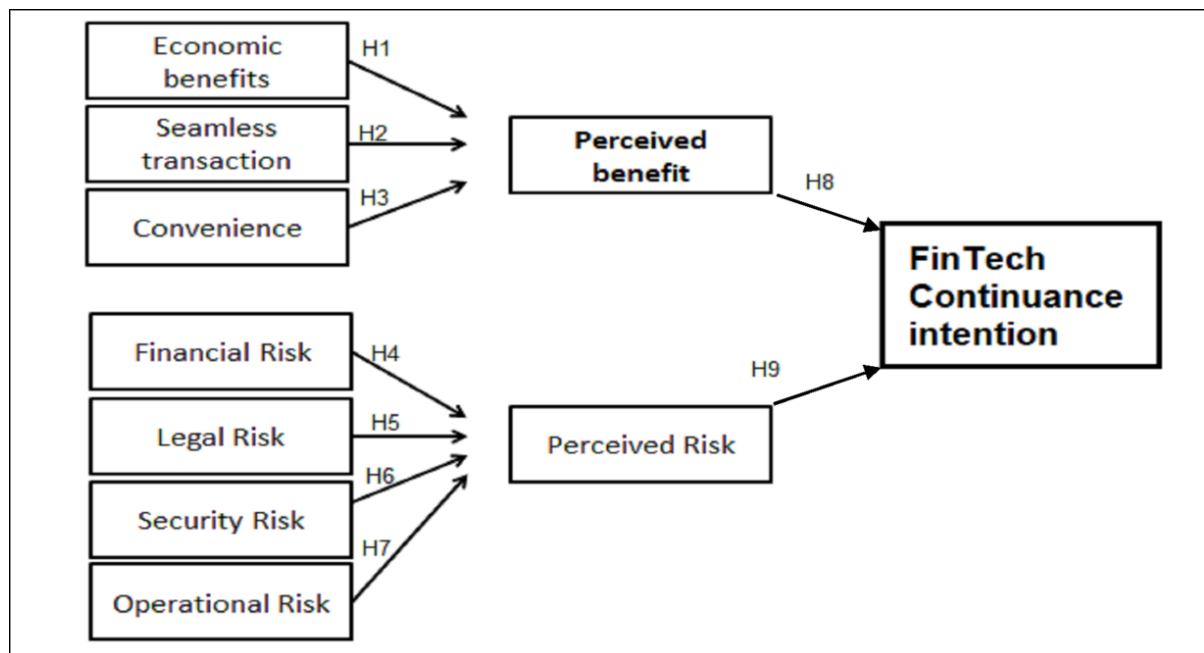 Economic
benefits
H1
Seamless
transaction
H2
Convenience
H3
Perceived
benefit
H8
FinTech
Continuance
intention
Financial Risk
H4
Legal Risk
H5
Security Risk
H6
Operational Risk
H7
Perceived Risk
H9